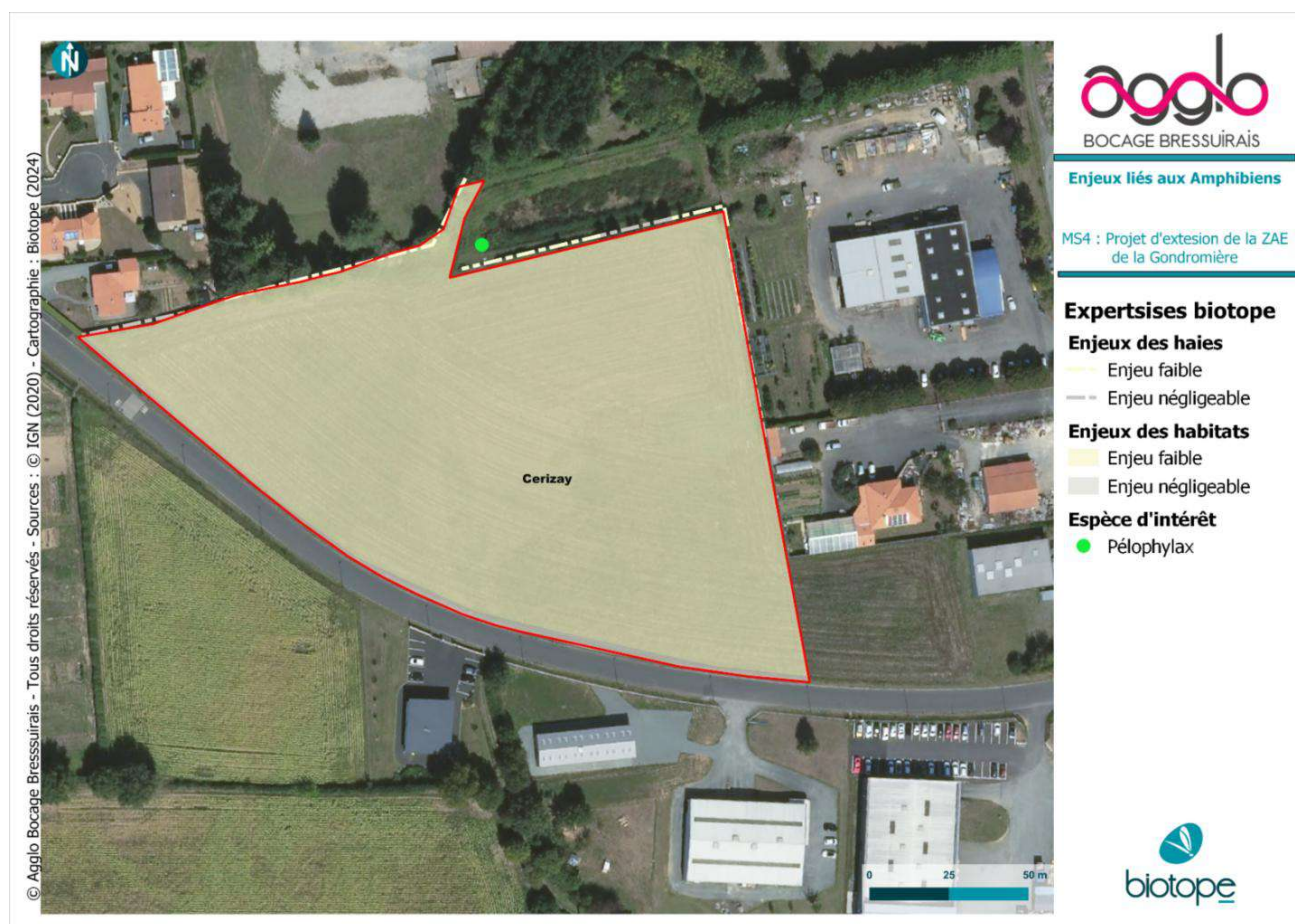 N
© Agglo Bocage Bressuirais - Tous droits réservés - Sources : © IGN (2020) - Cartographie : Biotope (2024)
Cerizay
0 25 50 m
agglo
BOCAGE BRESSUIRAIS
Enjeux liés aux Amphibiens
MS4 : Projet d'extesion de la ZAE
de la Gondromière
Expertsises biotope
Enjeux des haies
Enjeu faible
Enjeu négligeable
Enjeux des habitats
Enjeu faible
Enjeu négligeable
Espèce d'intérêt
Pélophylax
biotope